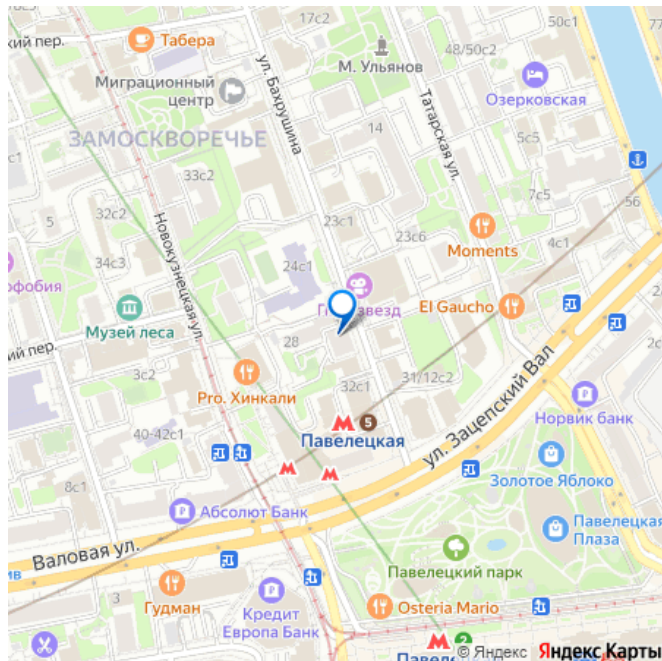 17с2
50с1
Табера
кий пер.
М. Ульянов
48/50с2
Миграционный
центр
ул. Бахрушина
Озерковская
14
Татарская ул.
5с5
ЗАМОСКВОРЕЧЬЕ
33с2
7с5
56
5
32с2
23с1
23с6
4с1
Moments
Новокузнецкая ул.
34с3
24с1
офобия
El Gaucho
Музей леса
28
ый пер.
3с2
Pro. Хинкали
32с1
31/12с2
ул. Зацепский Вал
Норвик банк
5
Павелецкая
40-42с1
8с1
Золотое Яблоко
Абсолют Банк
Павелецкая
Плаза
Валовая ул.
Павелецкий парк
ив
3
Гудман
Кредит
Европа Банк
Osteria Mario
2
© Яндекс Яндекс Карты